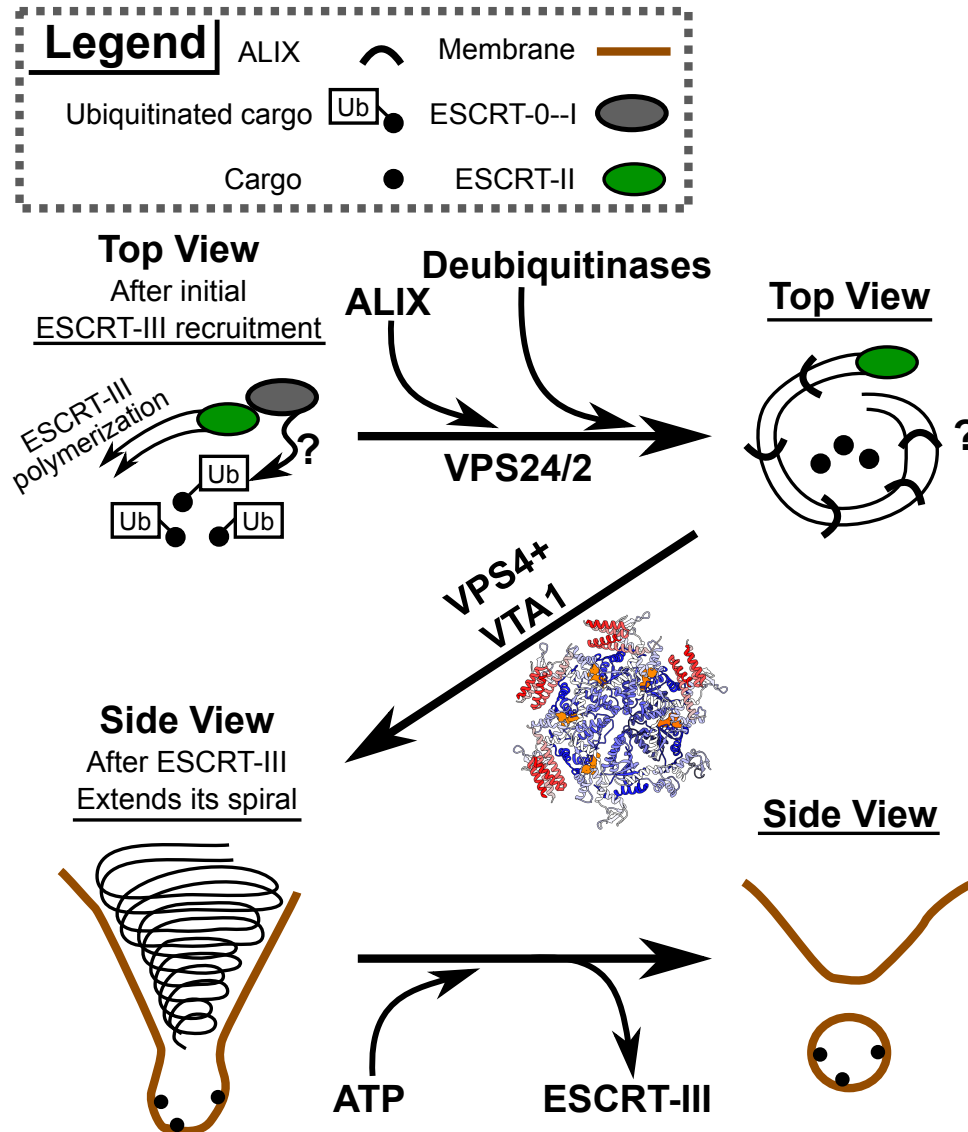 Legend
ALIX
Membrane
Ubiquitinated cargo
Ub
ESCRT-0--I
Cargo
ESCRT-II
Top View
After initial
ESCRT-III recruitment
ALIX
Deubiquitinases
VPS24/2
Top View
ESCRT-III
polymerization
?
Ub
Ub
Ub
?
VPS4+
VTA1
Side View
After ESCRT-III
Extends its spiral
Side View
ATP
ESCRT-III